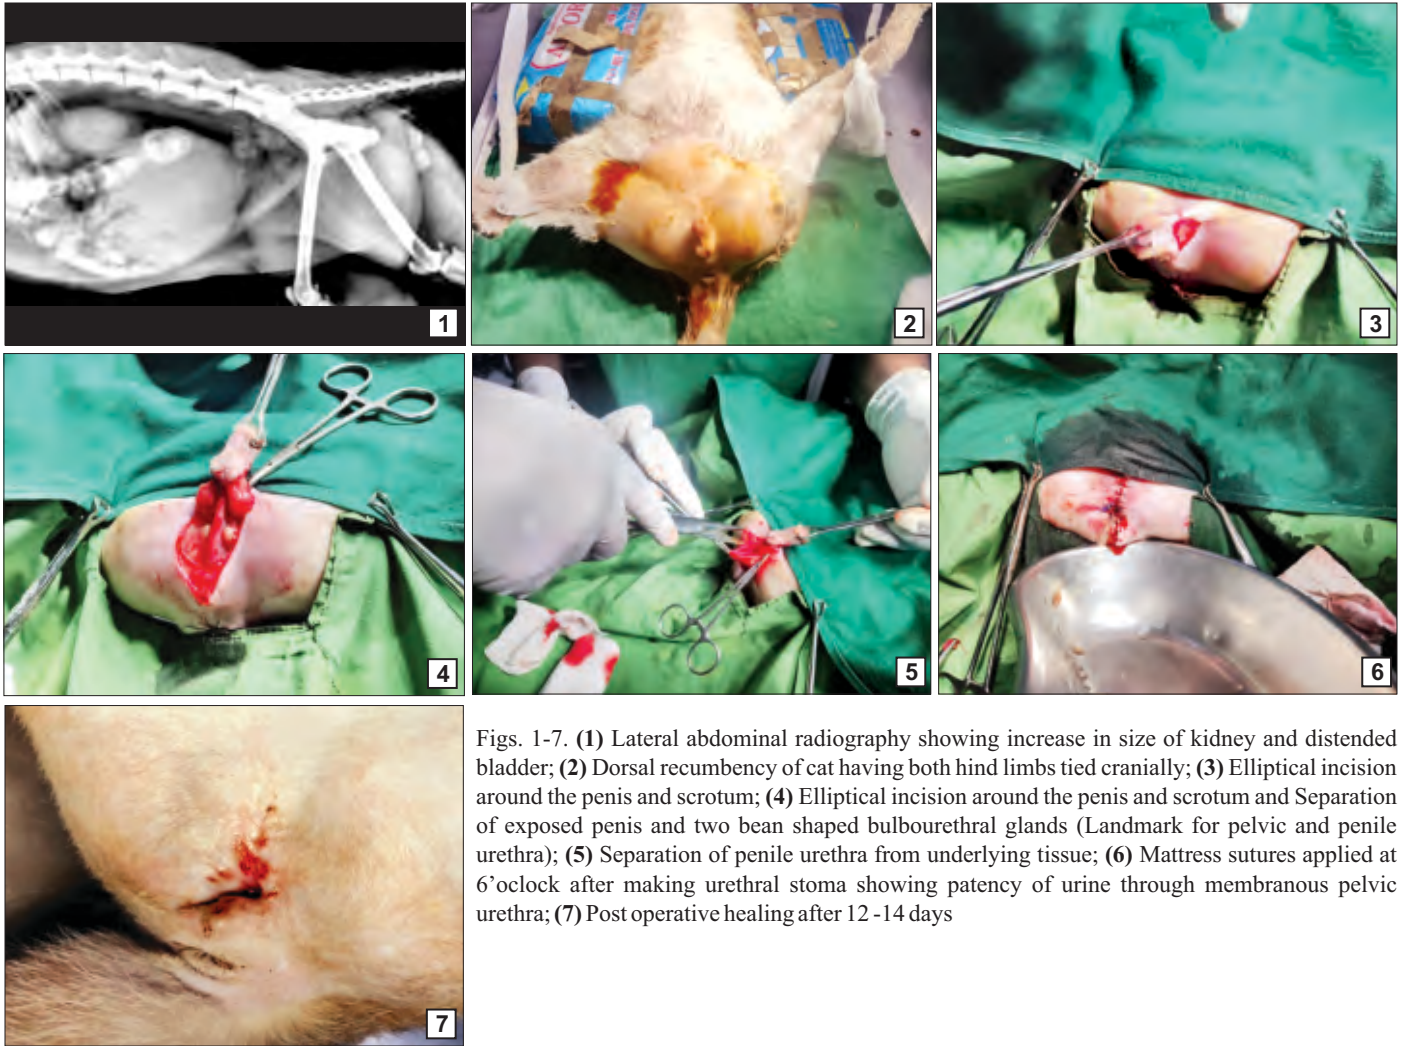 1
2
3
4
5
6
7
Figs. 1-7. (1) Lateral abdominal radiography showing increase in size of kidney and distended
bladder; (2) Dorsal recumbency of cat having both hind limbs tied cranially; (3) Elliptical incision
around the penis and scrotum; (4) Elliptical incision around the penis and scrotum and Separation
of exposed penis and two bean shaped bulbourethral glands (Landmark for pelvic and penile
urethra); (5) Separation of penile urethra from underlying tissue; (6) Mattress sutures applied at
6’oclock after making urethral stoma showing patency of urine through membranous pelvic
urethra; (7) Post operative healing after 12 -14 days